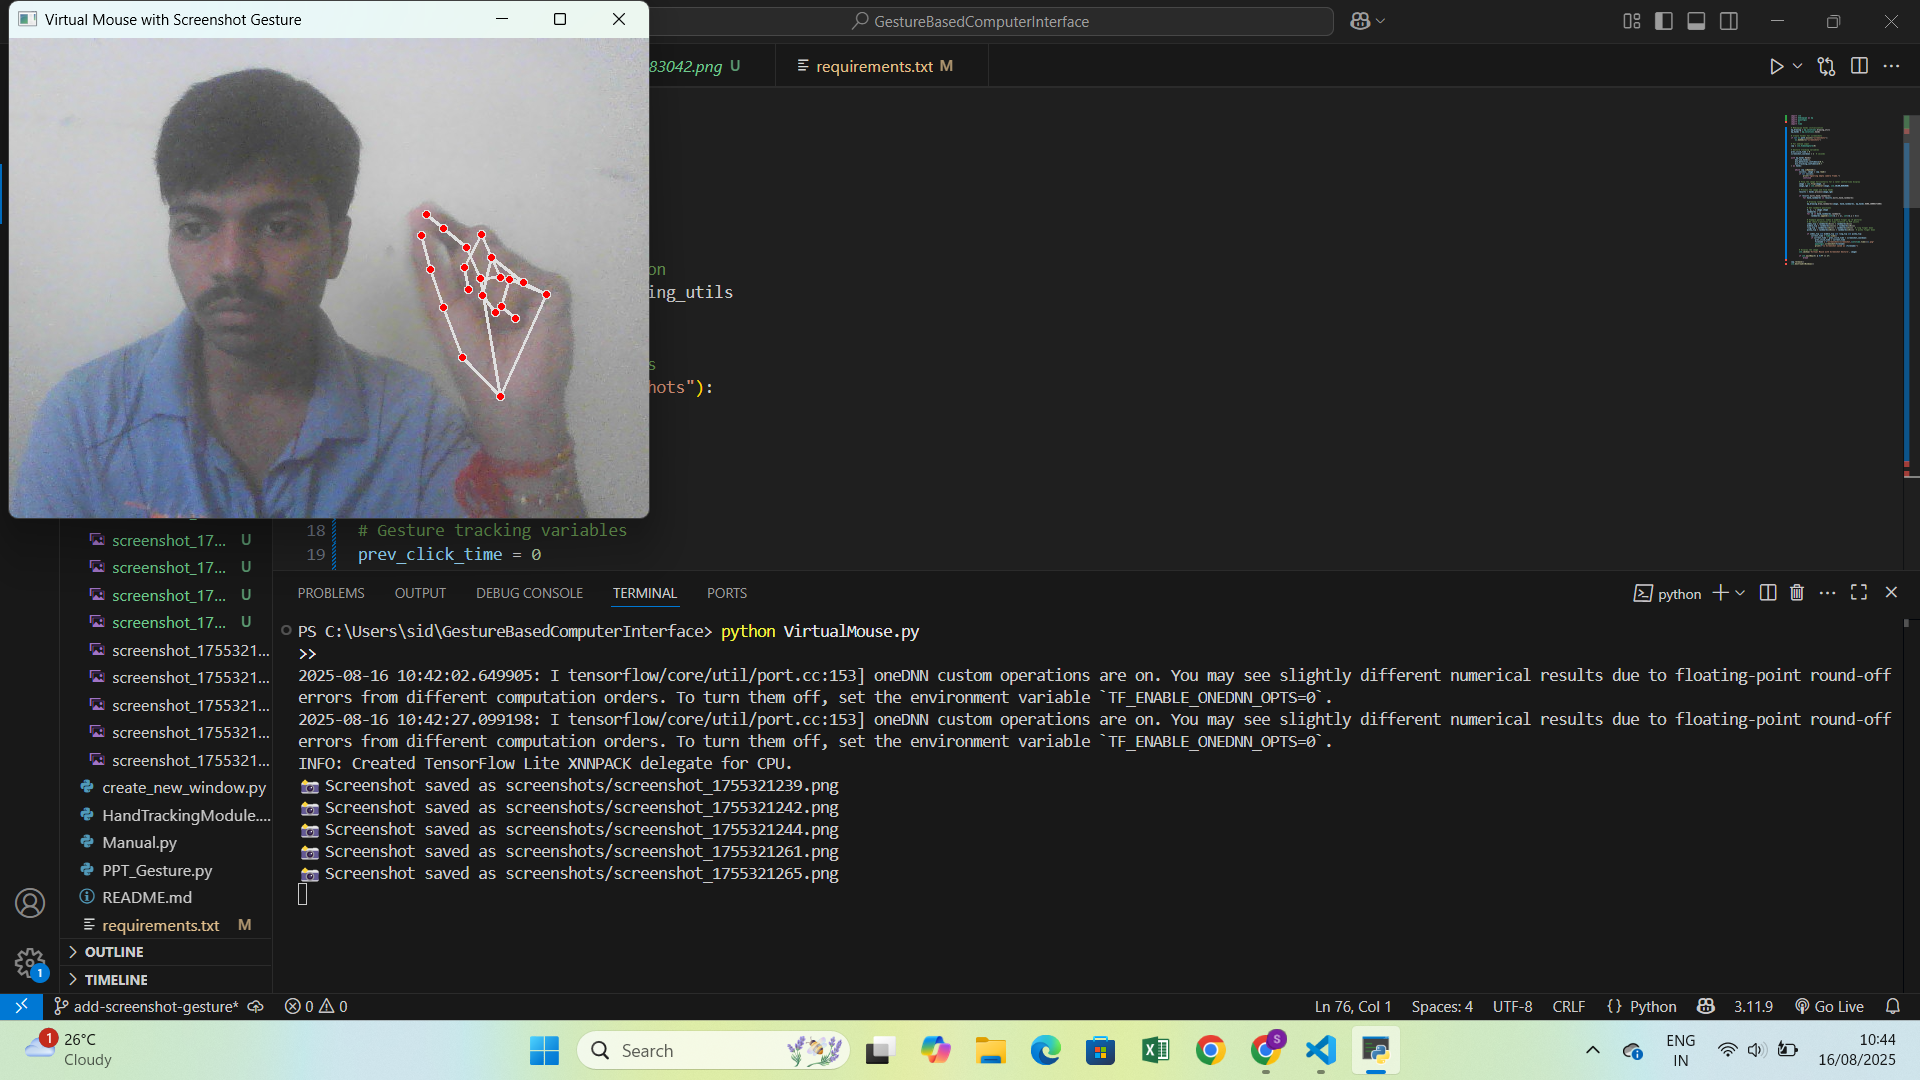 Virtual Mouse with Screenshot Gesture
GestureBasedComputerInterface
83042.png U
requirements.txt M
on
ing_utils
s
hots"):
18 # Gesture tracking variables
19 prev_click_time = 0
screenshot_17... U
screenshot_17... U
screenshot_17... U
screenshot_17... U
screenshot_1755321...
screenshot_1755321...
screenshot_1755321...
screenshot_1755321...
screenshot_1755321...
create_new_window.py
HandTrackingModule....
Manual.py
PPT_Gesture.py
README.md
requirements.txt M
OUTLINE
TIMELINE
PROBLEMS OUTPUT DEBUG CONSOLE TERMINAL PORTS
python
PS C:\Users\sid\GestureBasedComputerInterface> python VirtualMouse.py
>>
2025-08-16 10:42:02.649905: I tensorflow/core/util/port.cc:153] oneDNN custom operations are on. You may see slightly different numerical results due to floating-point round-off
errors from different computation orders. To turn them off, set the environment variable `TF_ENABLE_ONEDNN_OPTS=0`.
2025-08-16 10:42:27.099198: I tensorflow/core/util/port.cc:153] oneDNN custom operations are on. You may see slightly different numerical results due to floating-point round-off
errors from different computation orders. To turn them off, set the environment variable `TF_ENABLE_ONEDNN_OPTS=0`.
INFO: Created TensorFlow Lite XNNPACK delegate for CPU.
📸 Screenshot saved as screenshots/screenshot_1755321239.png
📸 Screenshot saved as screenshots/screenshot_1755321242.png
📸 Screenshot saved as screenshots/screenshot_1755321244.png
📸 Screenshot saved as screenshots/screenshot_1755321261.png
📸 Screenshot saved as screenshots/screenshot_1755321265.png
1
add-screenshot-gesture* 0 0
Ln 76, Col 1 Spaces: 4 UTF-8 CRLF {} Python 3.11.9 Go Live
1
26°C
Cloudy
Search
S
ENG
IN
10:44
16/08/2025